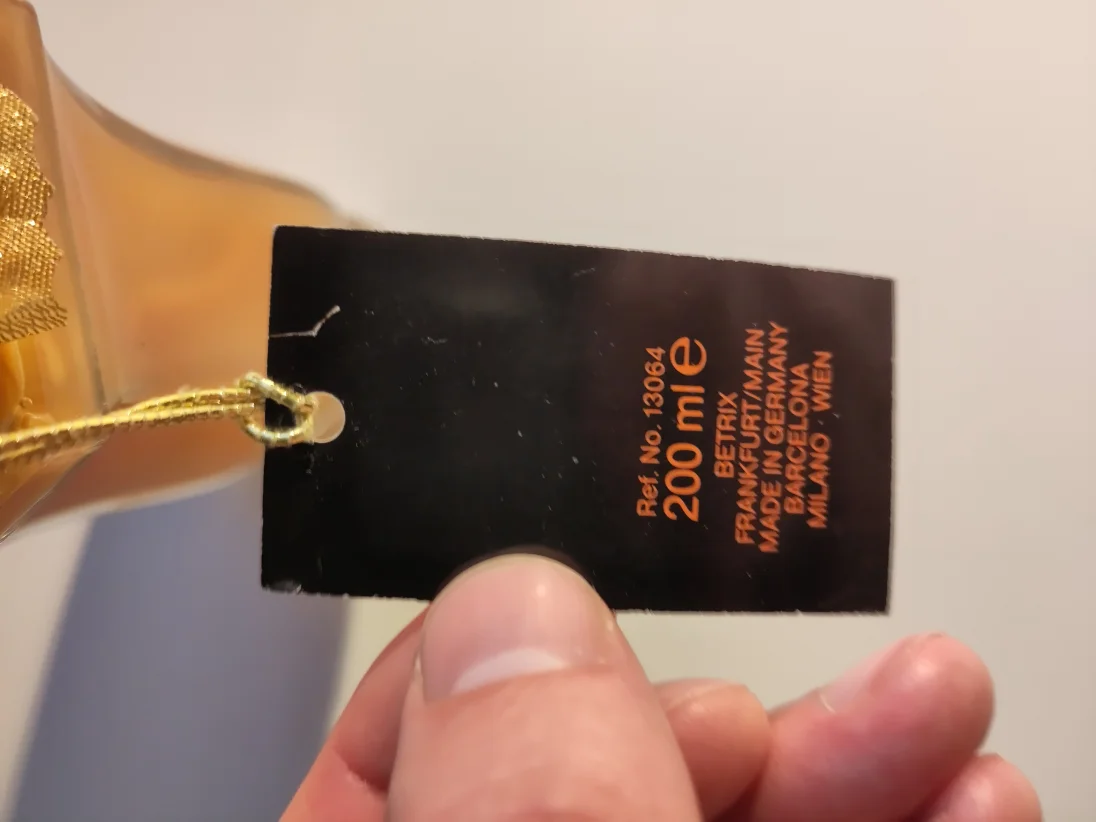 Ref. No. 13064
200 ml e
BETRIX
FRANKFURT/MAIN·
MADE IN GERMANY
BARCELONA
MILANO · WIEN